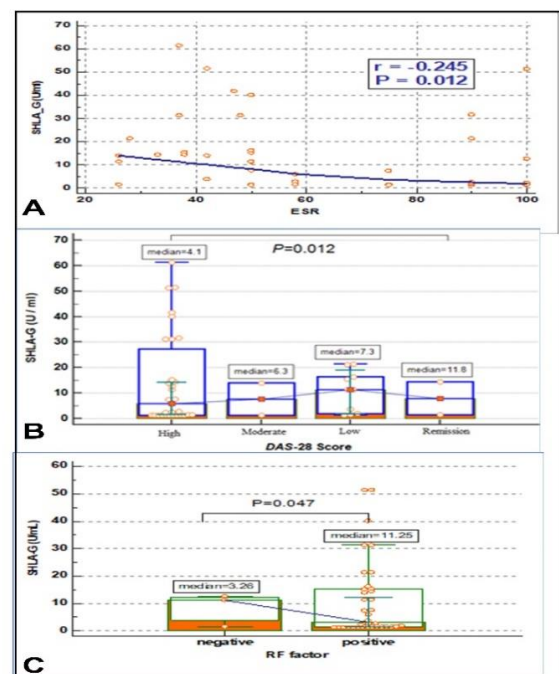 70
60
50
40
30
20
10
0
SHLA_G(U/ml)
r = -0.245
P = 0.012
20 40 60 80 100
ESR
A
70
60
50
40
30
20
10
0
SHLA-G (U / ml)
median=4.1
P=0.012
median=6.3
median=7.3
median=11.8
High Moderate Low Remission
DAS-28 Score
B
60
50
40
30
20
10
0
SHLA-G(U/mL)
P=0.047
median=3.26
median=11.25
negative positive
RF factor
C